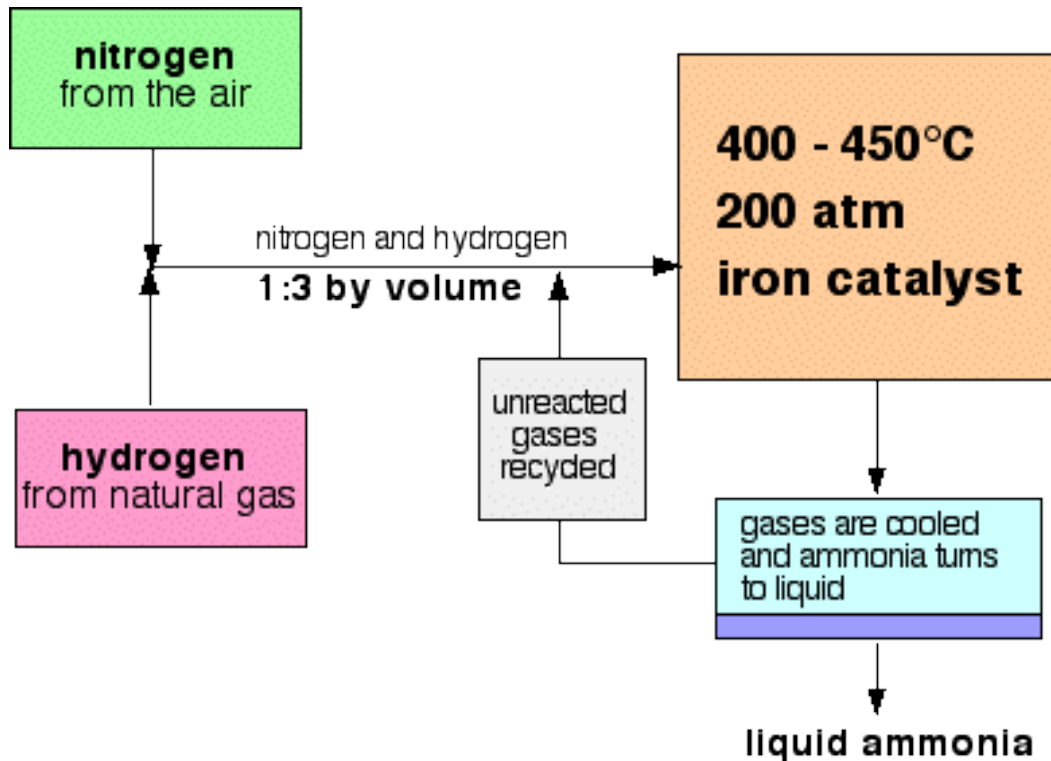 nitrogen
from the air
400 - 450°C
200 atm
iron catalyst
nitrogen and hydrogen
1:3 by volume
unreacted
gases
recyded
hydrogen
from natural gas
gases are cooled
and ammonia turns
to liquid
liquid ammonia